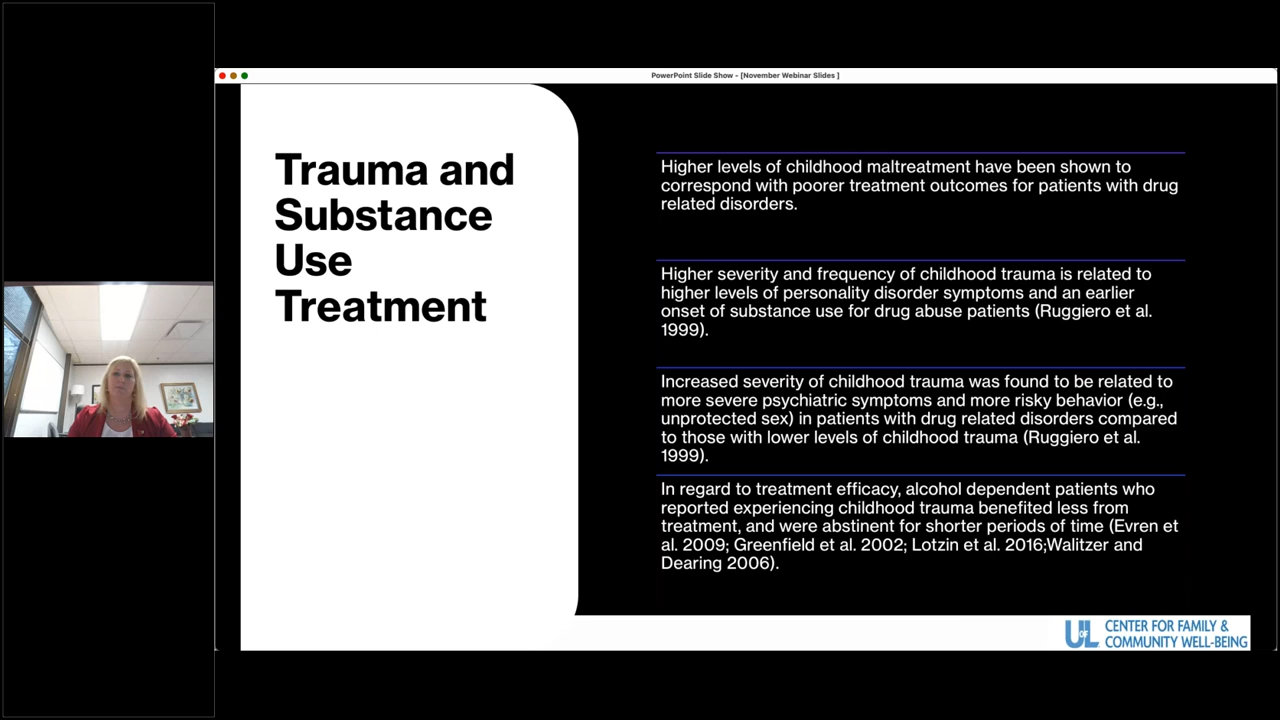 PowerPoint Slide Show - [November Webinar Slides ]
Trauma and
Substance
Use
Treatment
Higher levels of childhood maltreatment have been shown to
correspond with poorer treatment outcomes for patients with drug
related disorders.
Higher severity and frequency of childhood trauma is related to
higher levels of personality disorder symptoms and an earlier
onset of substance use for drug abuse patients (Ruggiero et al.
1999).
Increased severity of childhood trauma was found to be related to
more severe psychiatric symptoms and more risky behavior (e.g.,
unprotected sex) in patients with drug related disorders compared
to those with lower levels of childhood trauma (Ruggiero et al.
1999).
In regard to treatment efficacy, alcohol dependent patients who
reported experiencing childhood trauma benefited less from
treatment, and were abstinent for shorter periods of time (Evren et
al. 2009; Greenfield et al. 2002; Lotzin et al. 2016;Walitzer and
Dearing 2006).
U OF L CENTER FOR FAMILY &
COMMUNITY WELL-BEING